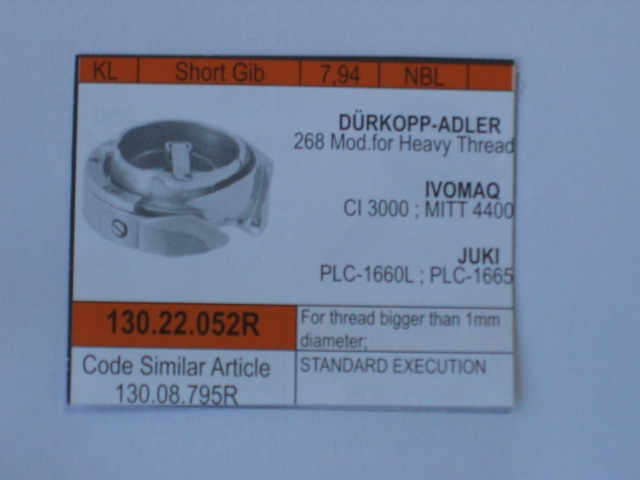 KL Short Gib 7,94 NBL
DÜRKOPP-ADLER
268 Mod.for Heavy Thread
IVOMAQ
CI 3000 ; MITT 4400
JUKI
PLC-1660L ; PLC-1665
130.22.052R
For thread bigger than 1mm
diameter;
Code Similar Article
130.08.795R
STANDARD EXECUTION